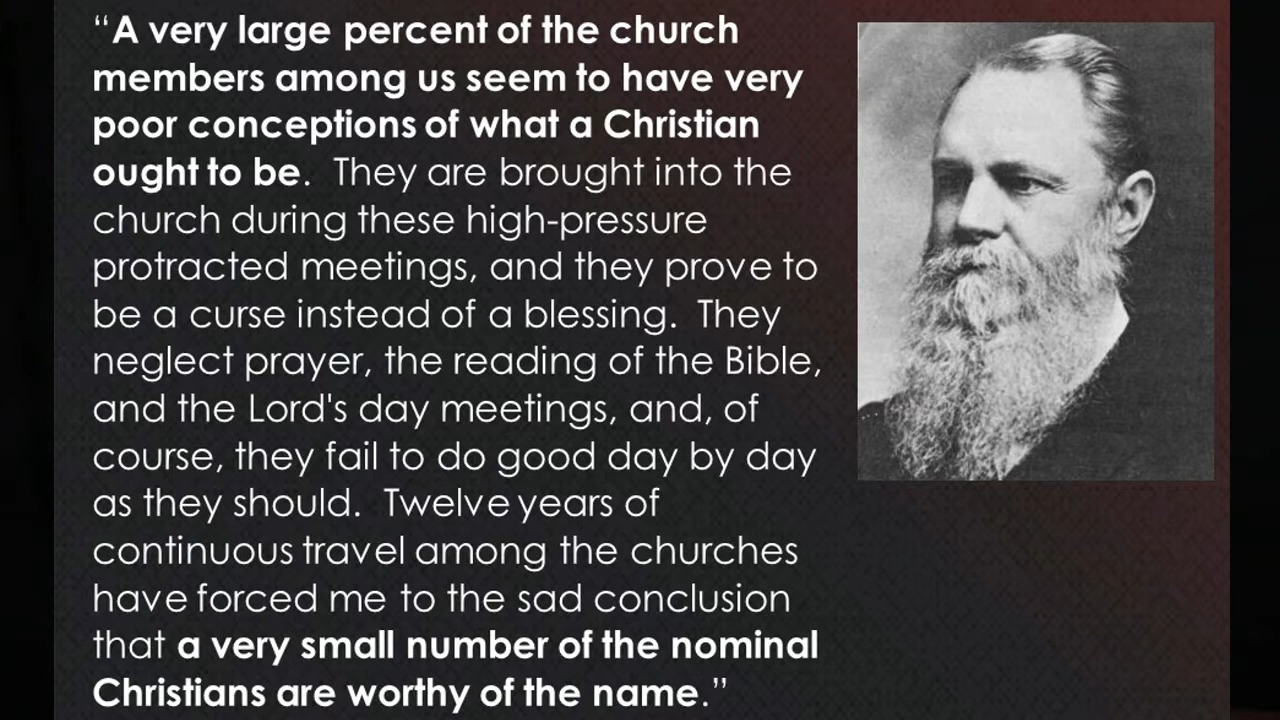 “A very large percent of the church
members among us seem to have very
poor conceptions of what a Christian
ought to be.  They are brought into the
church during these high-pressure
protracted meetings, and they prove to
be a curse instead of a blessing.  They
neglect prayer, the reading of the Bible,
and the Lord's day meetings, and, of
course, they fail to do good day by day
as they should.  Twelve years of
continuous travel among the churches
have forced me to the sad conclusion
that a very small number of the nominal
Christians are worthy of the name.”